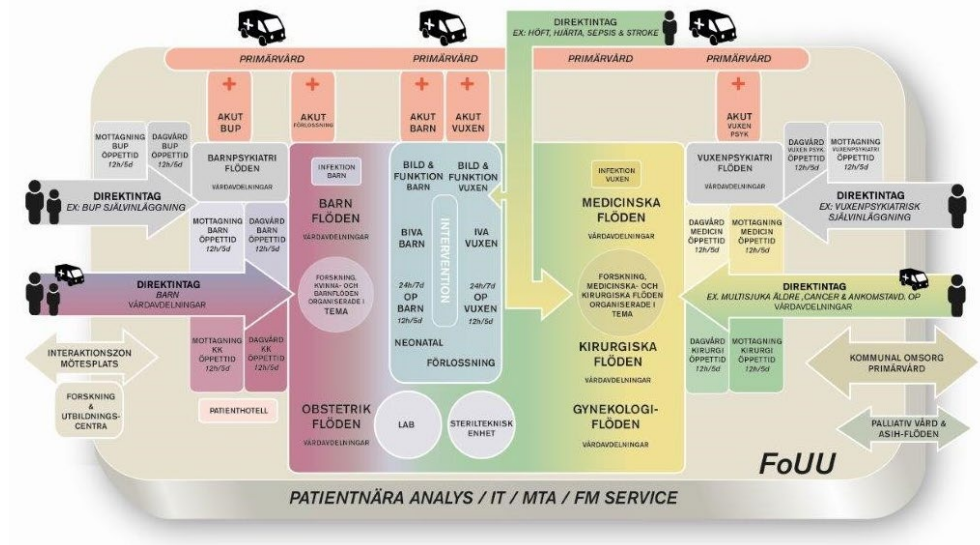 DIREKTINTAG
EX: HÖFT, HJÄRTA, SEPSIS & STROKE
PRIMÄRVÅRD
PRIMÄRVÅRD
PRIMÄRVÅRD
PRIMÄRVÅRD
AKUT
BUP
AKUT
FÖRLOSSNING
AKUT
BARN
AKUT
VUXEN
AKUT
VUXEN
PSYK
MOTTAGNING
BUP
ÖPPETTID
12h/5d
DAGVÅRD
BUP
ÖPPETTID
12h/5d
BARNPSYKIATRI
FLÖDEN
VÅRDAVDELNINGAR
DIREKTINTAG
EX: BUP SJÄLVINLÄGGNING
MOTTAGNING
BARN
ÖPPETTID
12h/5d
DAGVÅRD
BARN
ÖPPETTID
12h/5d
DIREKTINTAG
BARN
VÅRDAVDELNINGAR
MOTTAGNING
KK
ÖPPETTID
12h/5d
DAGVÅRD
KK
ÖPPETTID
12h/5d
INTERAKTIONSZON
MÖTESPLATS
FORSKNING
&
UTBILDNINGS-
CENTRA
PATIENTHOTELL
INFEKTION
BARN
BARN
FLÖDEN
VÅRDAVDELNINGAR
FORSKNING,
KVINNA- OCH
BARNFLÖDEN
ORGANISERADE I
TEMA
OBSTETRIK
FLÖDEN
VÅRDAVDELNINGAR
BILD &
FUNKTION
BARN
BILD &
FUNKTION
VUXEN
INTERVENTION
BIVA
BARN
IVA
VUXEN
24h/7d
OP
BARN
12h/5d
24h/7d
OP
VUXEN
12h/5d
NEONATAL
FÖRLOSSNING
LAB
STERILTEKNISK
ENHET
INFEKTION
VUXEN
MEDICINSKA
FLÖDEN
VÅRDAVDELNINGAR
FORSKNING,
MEDICINSKA- OCH
KIRURGISKA FLÖDEN
ORGANISERADE I
TEMA
KIRURGISKA
FLÖDEN
VÅRDAVDELNINGAR
GYNEKOLOGI-
FLÖDEN
VÅRDAVDELNINGAR
VUXENPSYKIATRI
FLÖDEN
VÅRDAVDELNINGAR
DAGVÅRD
VUXEN PSYK
ÖPPETTID
12h/5d
MOTTAGNING
VUXENPSYKIATRI
ÖPPETTID
12h/5d
DIREKTINTAG
EX: VUXENPSYKIATRISK
SJÄLVINLÄGGNING
DAGVÅRD
MEDICIN
ÖPPETTID
12h/5d
MOTTAGNING
MEDICIN
ÖPPETTID
12h/5d
DIREKTINTAG
EX. MULTISJUKA ÄLDRE ,CANCER & ANKOMSTAVD. OP
VÅRDAVDELNINGAR
DAGVÅRD
KIRURGI
ÖPPETTID
12h/5d
MOTTAGNING
KIRURGI
ÖPPETTID
12h/5d
KOMMUNAL OMSORG
PRIMÄRVÅRD
PALLIATIV VÅRD &
ASIH-FLÖDEN
FoUU
PATIENTNÄRA ANALYS / IT / MTA / FM SERVICE